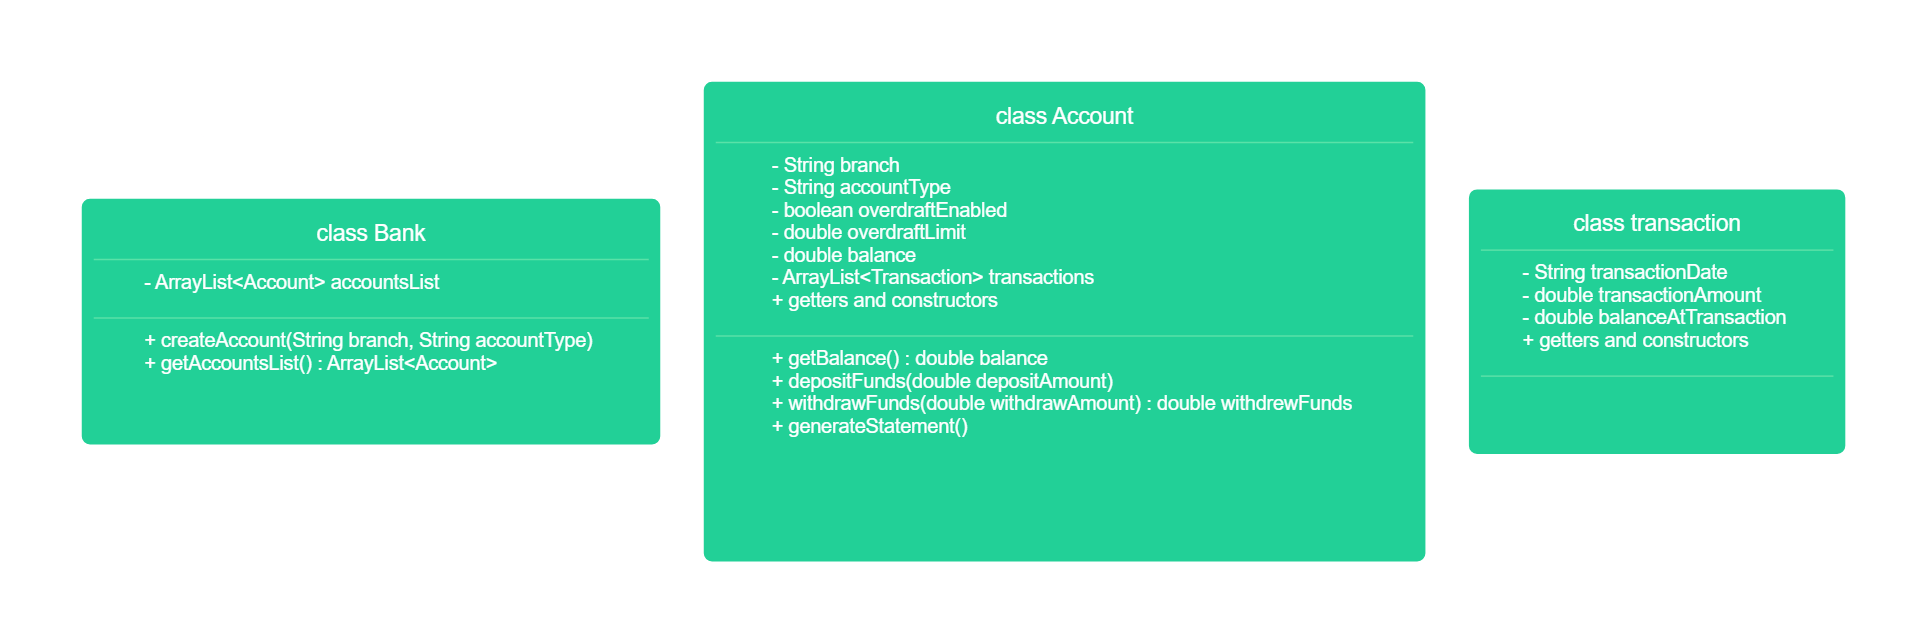 class Bank
- ArrayList<Account> accountsList
+ createAccount(String branch, String accountType)
+ getAccountsList() : ArrayList<Account>
class Account
- String branch
- String accountType
- boolean overdraftEnabled
- double overdraftLimit
- double balance
- ArrayList<Transaction> transactions
+ getters and constructors
+ getBalance() : double balance
+ depositFunds(double depositAmount)
+ withdrawFunds(double withdrawAmount) : double withdrewFunds
+ generateStatement()
class transaction
- String transactionDate
- double transactionAmount
- double balanceAtTransaction
+ getters and constructors